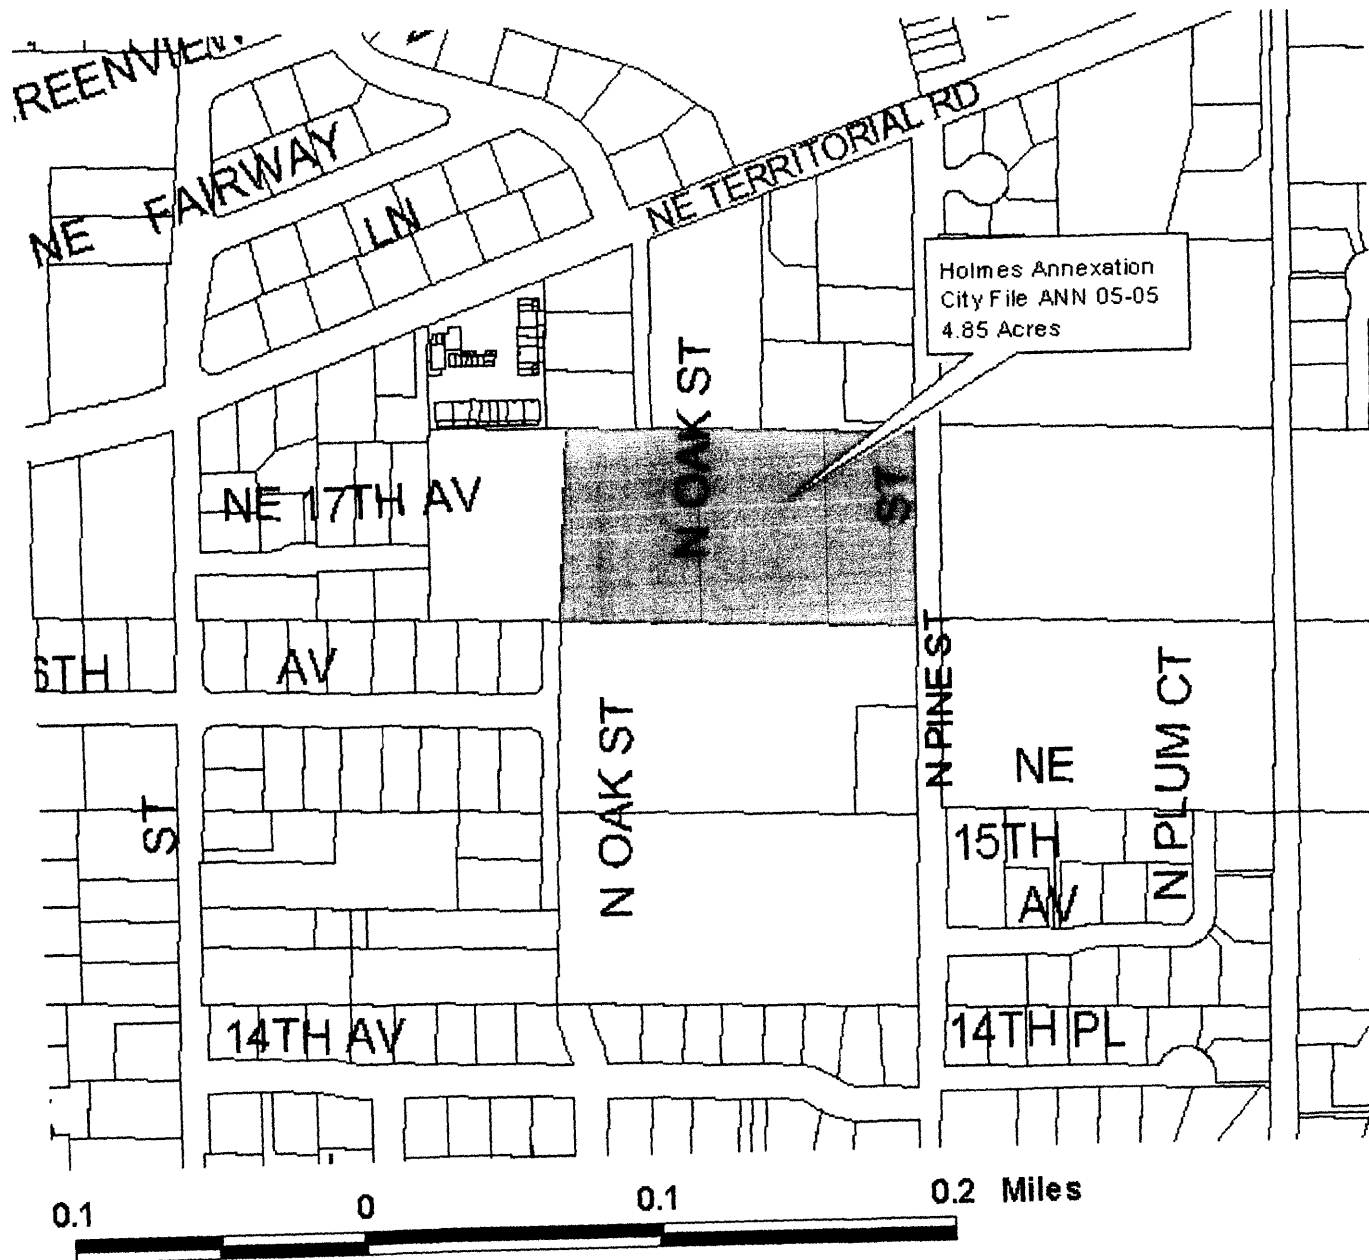 REENVIEW
NE FAIRWAY
LN
NE TERRITORIAL RD
Holmes Annexation
City File ANN 05-05
4.85 Acres
N OAK ST
NE 17TH AV
ST
6TH AV
N PINE ST
N OAK ST
N PLUM CT
NE
15TH
AV
ST
14TH AV
14TH PL
0.1 0 0.1 0.2 Miles